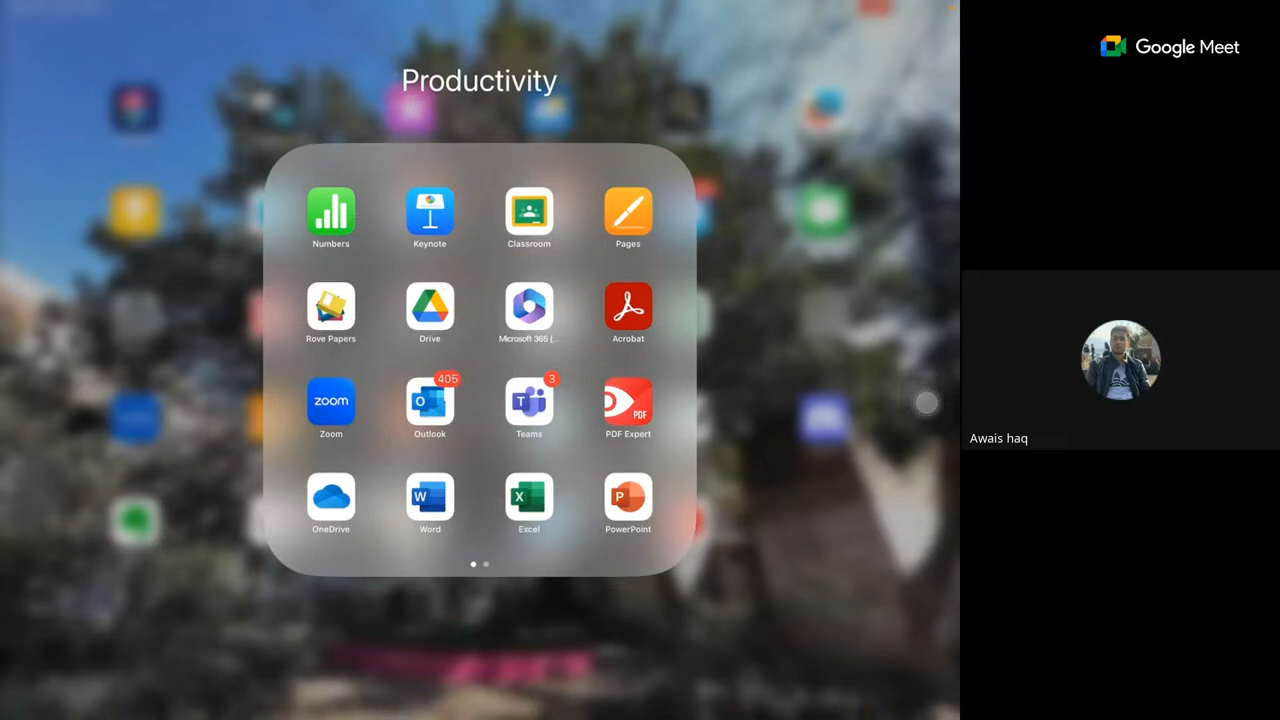 Productivity
Google Meet
Numbers
Keynote
Classroom
Pages
Rove Papers
Drive
Microsoft 365 (...
Acrobat
zoom
405
O
3
T
PDF
Zoom
Outlook
Teams
PDF Expert
W
X
P
OneDrive
Word
Excel
PowerPoint
Awais haq